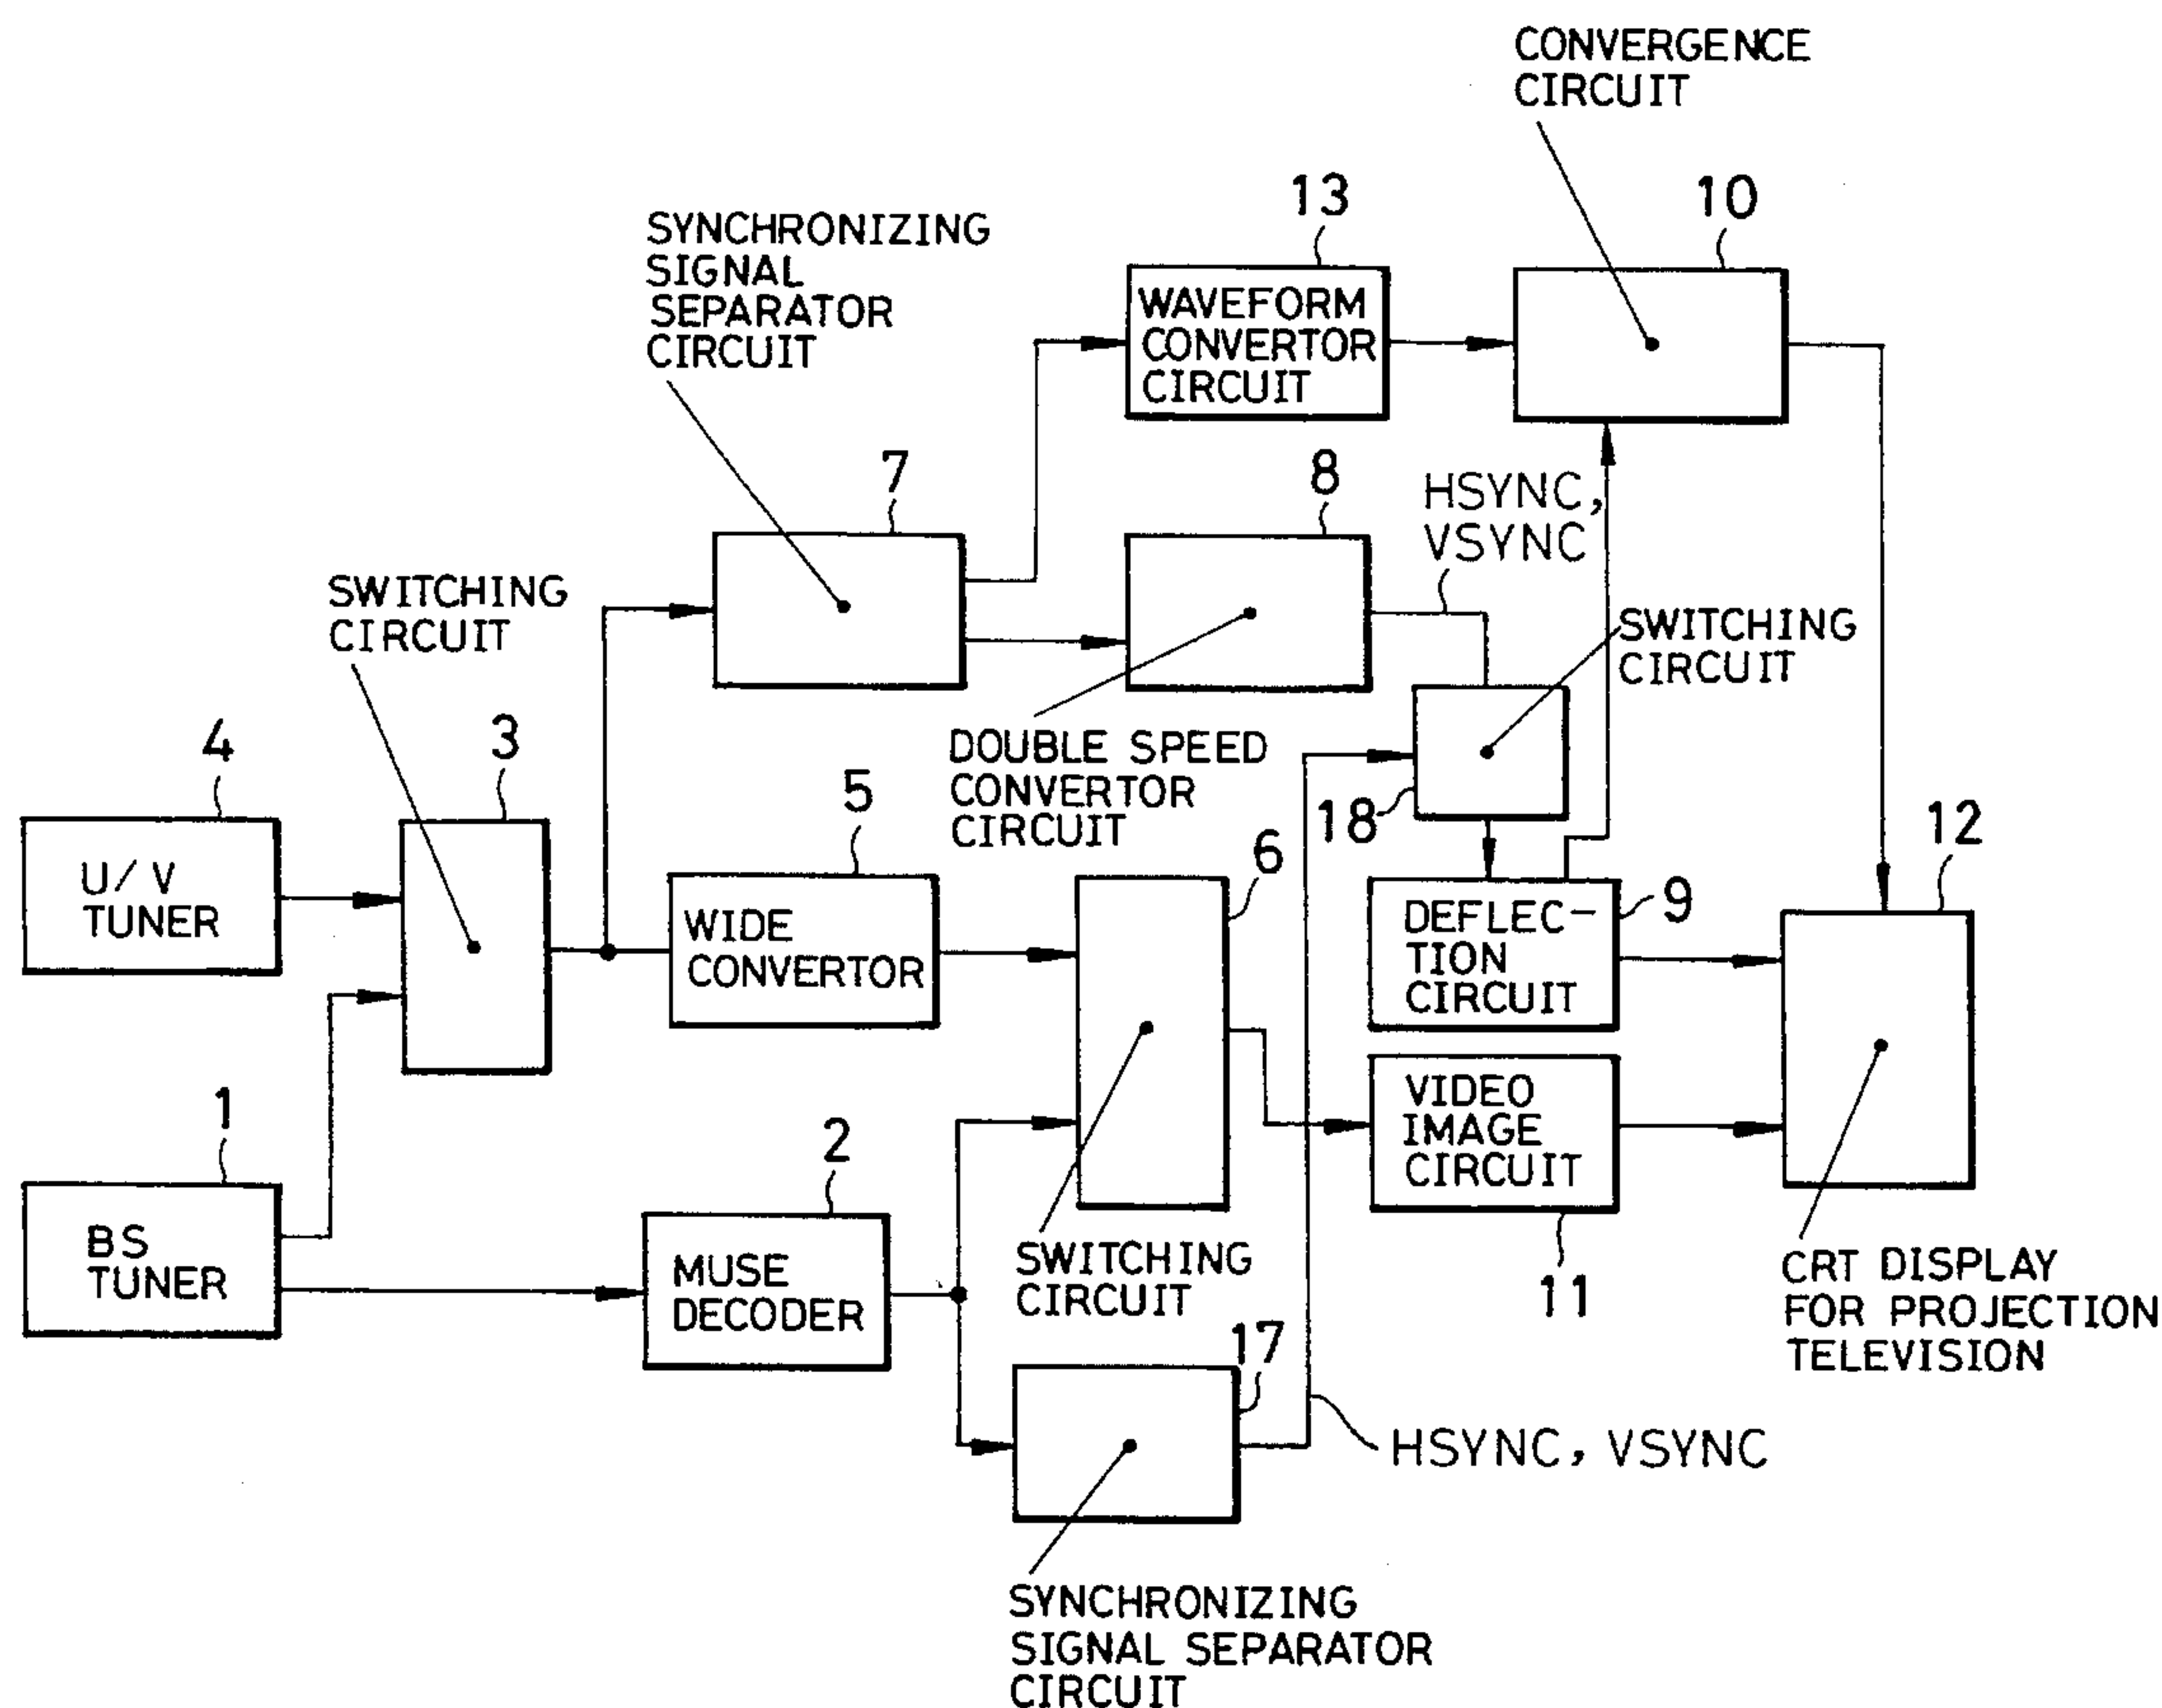 CONVERGENCE
CIRCUIT
13
10
SYNCHRONIZING
SIGNAL
SEPARATOR
CIRCUIT
WAVEFORM
CONVERTOR
CIRCUIT
7
8
HSYNC,
VSYNC
SWITCHING
CIRCUIT
SWITCHING
CIRCUIT
4
3
DOUBLE SPEED
CONVERTOR
CIRCUIT
5
18
6
12
U/V
TUNER
WIDE
CONVERTOR
DEFLEC-
TION
CIRCUIT
9
1
2
VIDEO
IMAGE
CIRCUIT
BS
TUNER
MUSE
DECODER
SWITCHING
CIRCUIT
11
CRT DISPLAY
FOR PROJECTION
TELEVISION
17
HSYNC, VSYNC
SYNCHRONIZING
SIGNAL SEPARATOR
CIRCUIT